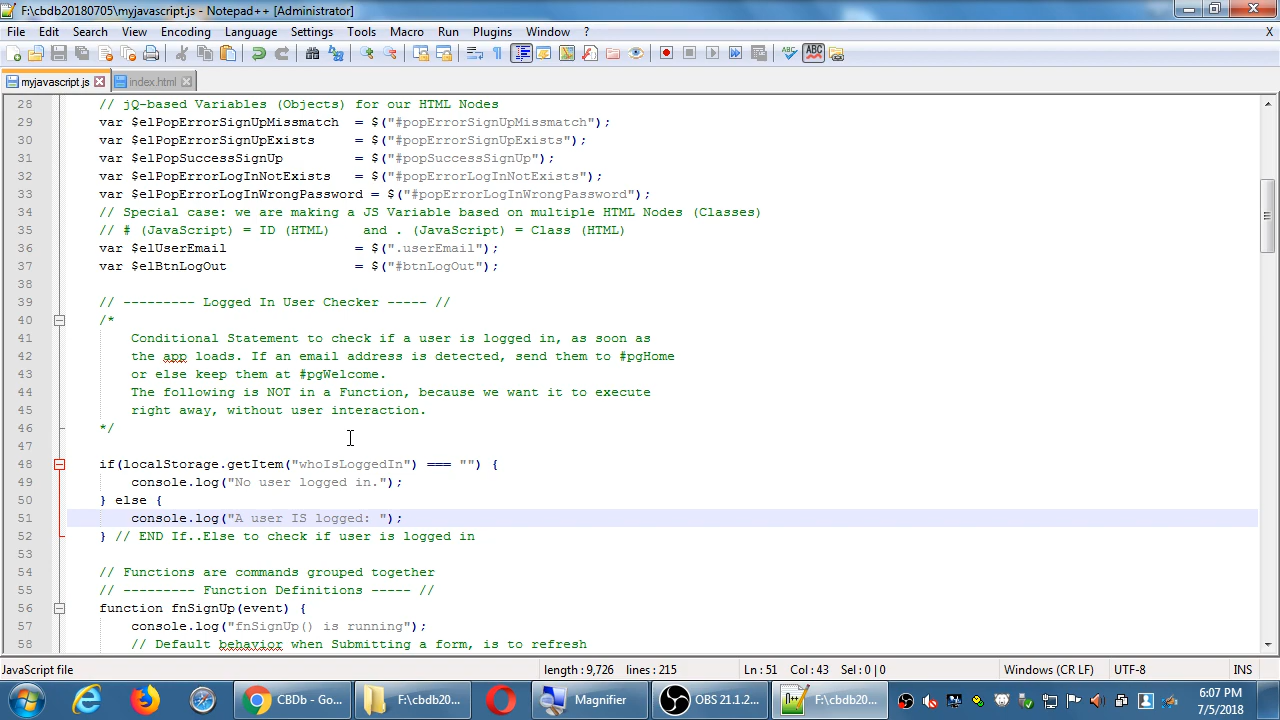 F:\cbdb20180705\myjavascript.js - Notepad++ [Administrator]
File Edit Search View Encoding Language Settings Tools Macro Run Plugins Window ? X
myjavascript.js index.html
28 // jQ-based Variables (Objects) for our HTML Nodes
29 var $elPopErrorSignUpMissmatch = $("#popErrorSignUpMissmatch");
30 var $elPopErrorSignUpExists = $("#popErrorSignUpExists");
31 var $elPopSuccessSignUp = $("#popSuccessSignUp");
32 var $elPopErrorLogInNotExists = $("#popErrorLogInNotExists");
33 var $elPopErrorLogInWrongPassword = $("#popErrorLogInWrongPassword");
34 // Special case: we are making a JS Variable based on multiple HTML Nodes (Classes)
35 // # (JavaScript) = ID (HTML) and . (JavaScript) = Class (HTML)
36 var $elUserEmail = $(".userEmail");
37 var $elBtnLogOut = $("#btnLogOut");
38
39 // --------- Logged In User Checker ----- //
40 /*
41 Conditional Statement to check if a user is logged in, as soon as
42 the app loads. If an email address is detected, send them to #pgHome
43 or else keep them at #pgWelcome.
44 The following is NOT in a Function, because we want it to execute
45 right away, without user interaction.
46 */
47
48 if(localStorage.getItem("whoIsLoggedIn") === "") {
49 console.log("No user logged in.");
50 } else {
51 console.log("A user IS logged: ");
52 } // END If..Else to check if user is logged in
53
54 // Functions are commands grouped together
55 // --------- Function Definitions ----- //
56 function fnSignUp(event) {
57 console.log("fnSignUp() is running");
58 // Default behavior when Submitting a form, is to refresh
JavaScript file length : 9,726 lines : 215 Ln : 51 Col : 43 Sel : 0 | 0 Windows (CR LF) UTF-8 INS
CBDb - Go... F:\cbdb20... Magnifier OBS 21.1.2... F:\cbdb20... 6:07 PM
7/5/2018